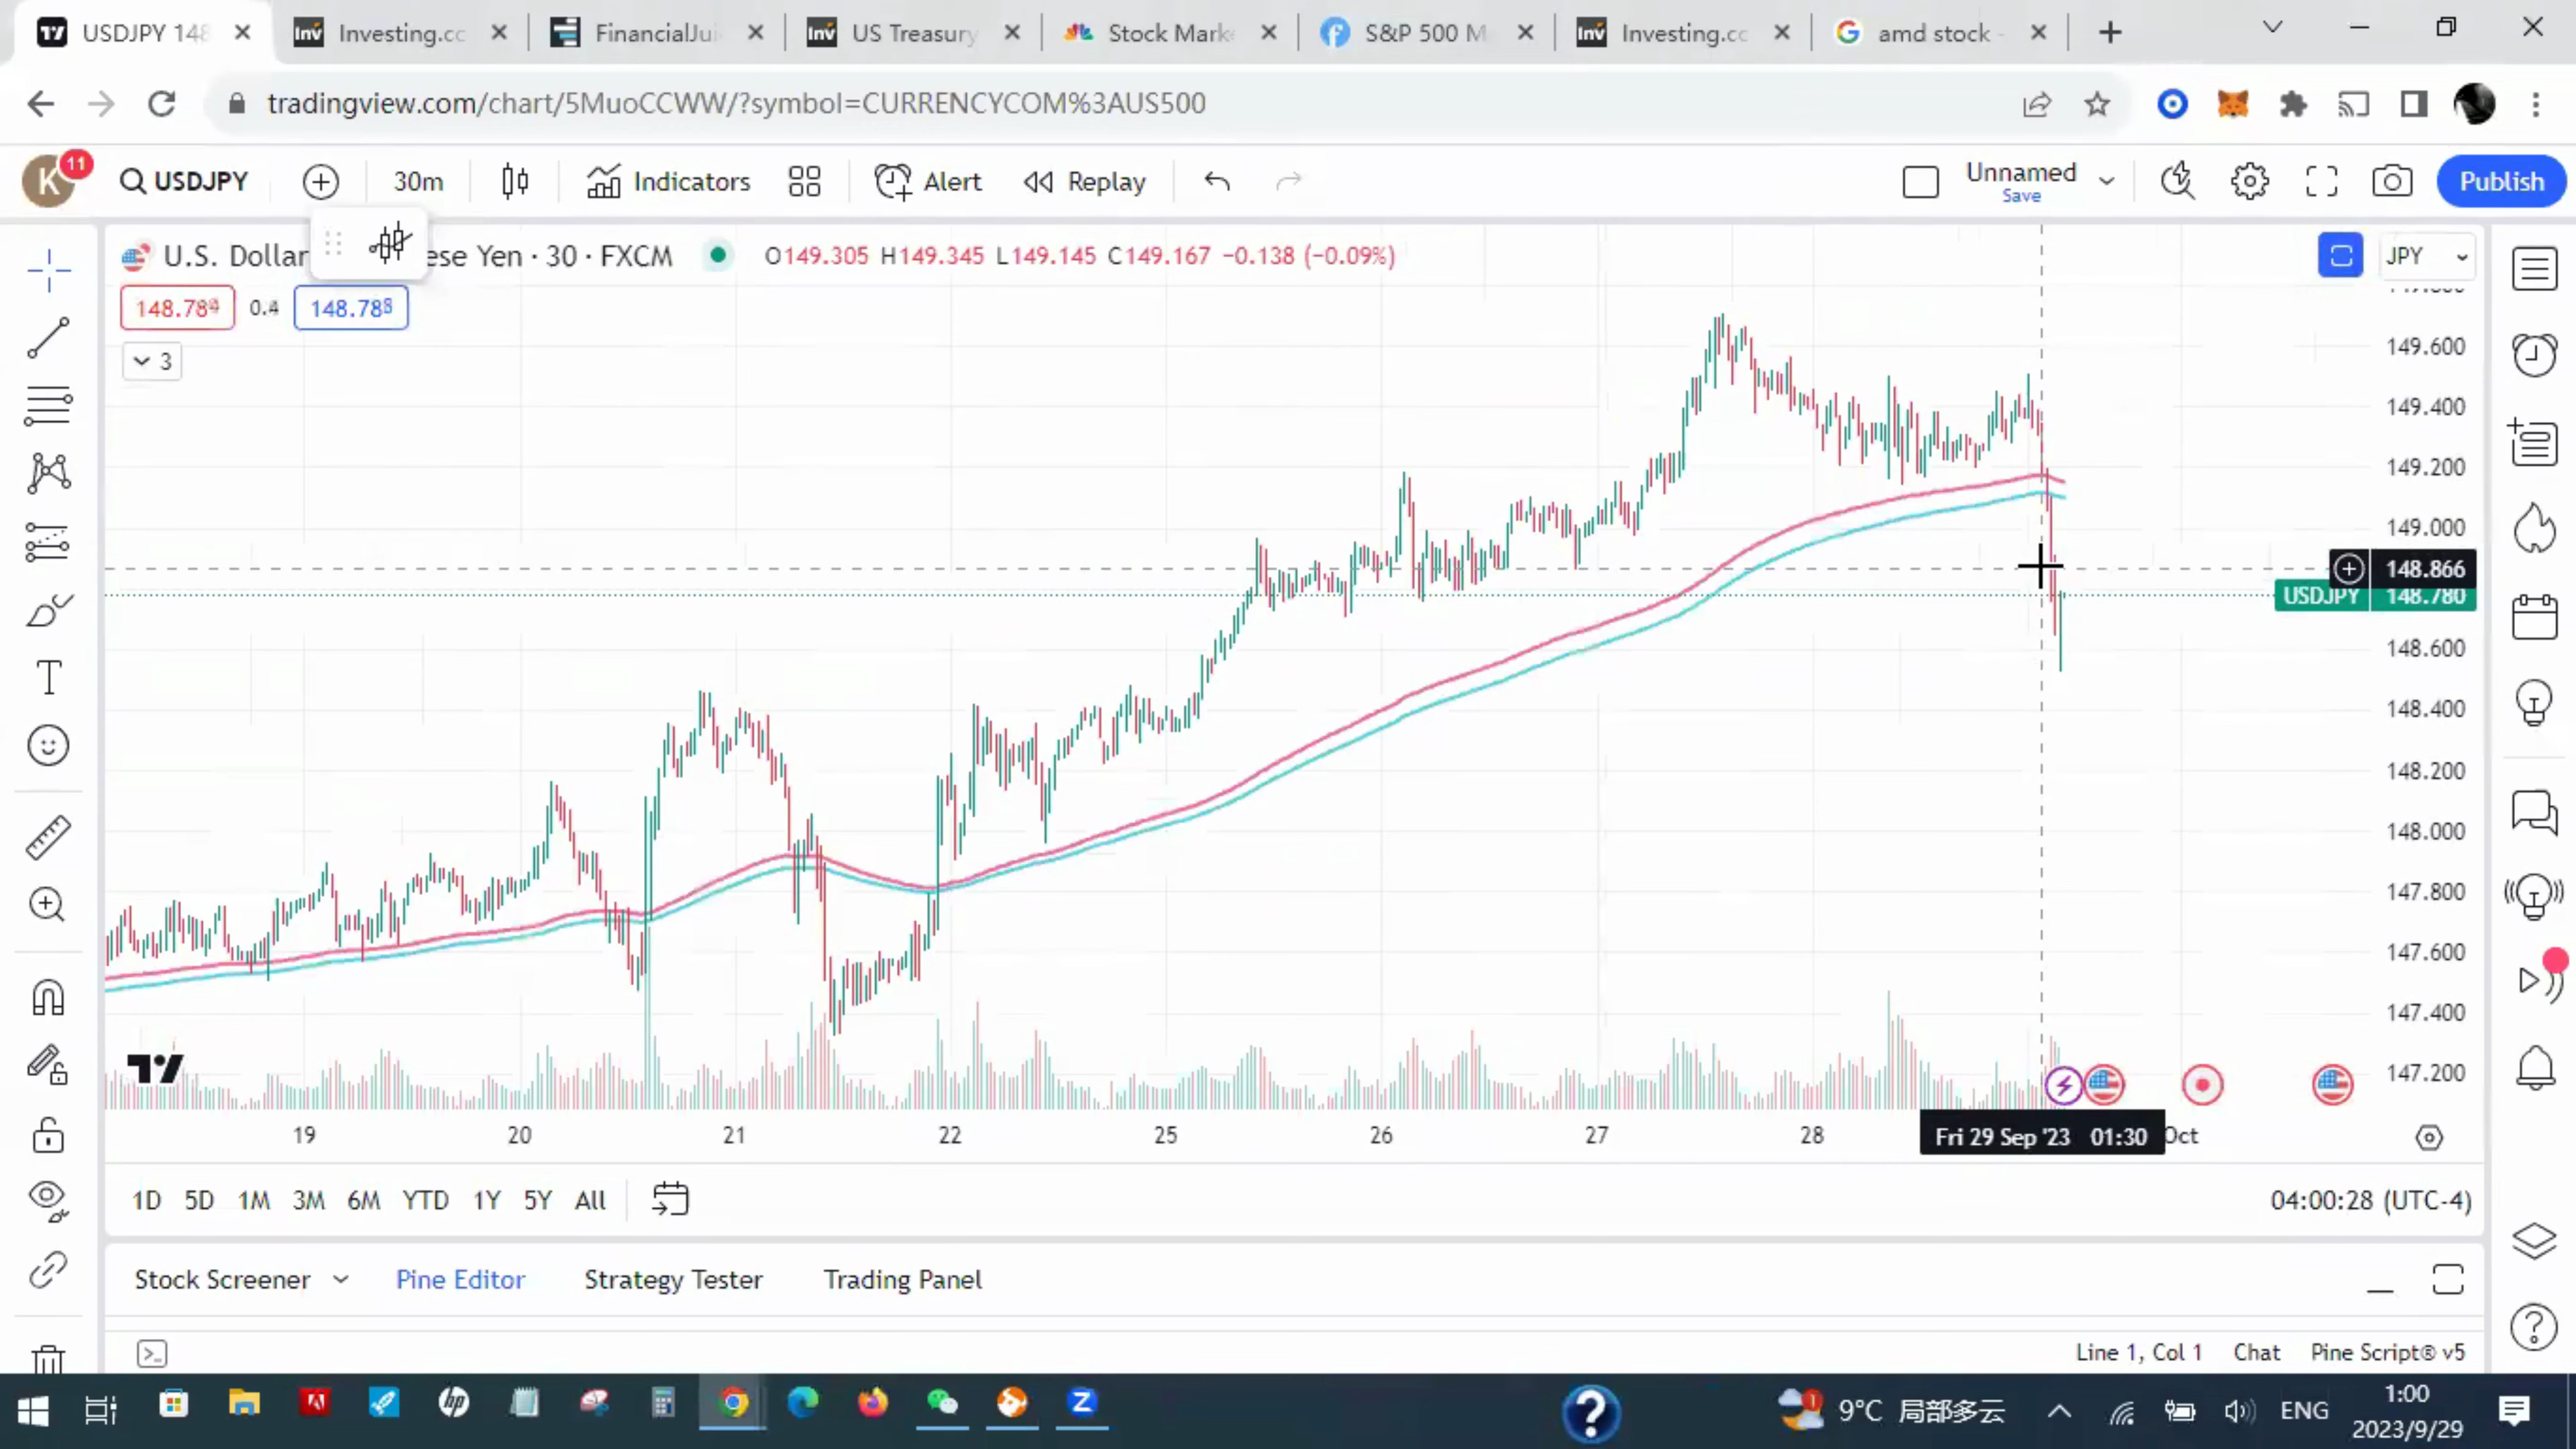 USDJPY 148
Investing.cc
FinancialJui
US Treasury
Stock Mark
S&P 500 M
Investing.cc
amd stock -
tradingview.com/chart/5MuoCCWW/?symbol=CURRENCYCOM%3AUS500
K 11 USDJPY 30m Indicators Alert Replay Unnamed Save Publish
U.S. Dollar ese Yen · 30 · FXCM O149.305 H149.345 L149.145 C149.167 −0.138 (−0.09%) JPY
148.78 0.4 148.78
3
149.600
149.400
149.200
149.000
148.866
USDJPY 148.780
148.600
148.400
148.200
148.000
147.800
147.600
147.400
147.200
19 20 21 22 25 26 27 28 Fri 29 Sep '23 01:30 Oct
1D 5D 1M 3M 6M YTD 1Y 5Y All 04:00:28 (UTC-4)
Stock Screener Pine Editor Strategy Tester Trading Panel
Line 1, Col 1 Chat Pine Script® v5
9°C 局部多云 ENG 1:00
2023/9/29